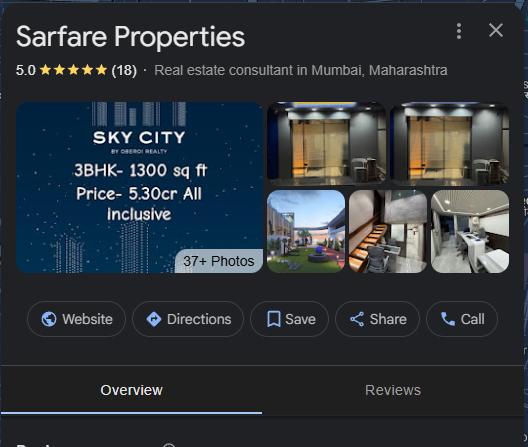 Sarfare Properties
5.0 ★★★★★ (18) · Real estate consultant in Mumbai, Maharashtra
SKY CITY
BY OBEROI REALTY
3BHK- 1300 sq ft
Price- 5.30cr All
Inclusive
37+ Photos
Website
Directions
Save
Share
Call
Overview
Reviews